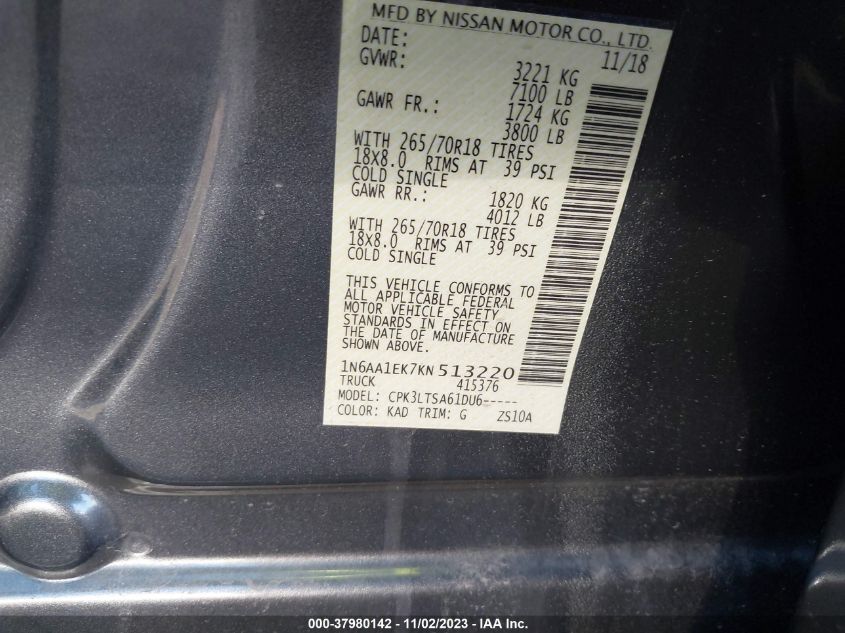 MFD BY NISSAN MOTOR CO., LTD.
DATE: 11/18
GVWR: 3221 KG
7100 LB
GAWR FR.: 1724 KG
3800 LB
WITH 265/70R18 TIRES
18X8.0 RIMS AT 39 PSI
COLD SINGLE
GAWR RR.: 1820 KG
4012 LB
WITH 265/70R18 TIRES
18X8.0 RIMS AT 39 PSI
COLD SINGLE
THIS VEHICLE CONFORMS TO
ALL APPLICABLE FEDERAL
MOTOR VEHICLE SAFETY
STANDARDS IN EFFECT ON
THE DATE OF MANUFACTURE
SHOWN ABOVE.
1N6AA1EK7KN513220
TRUCK 415376
MODEL: CPK3LTSA61DU6-----
COLOR: KAD TRIM: G ZS10A
000-37980142 - 11/02/2023 - IAA Inc.